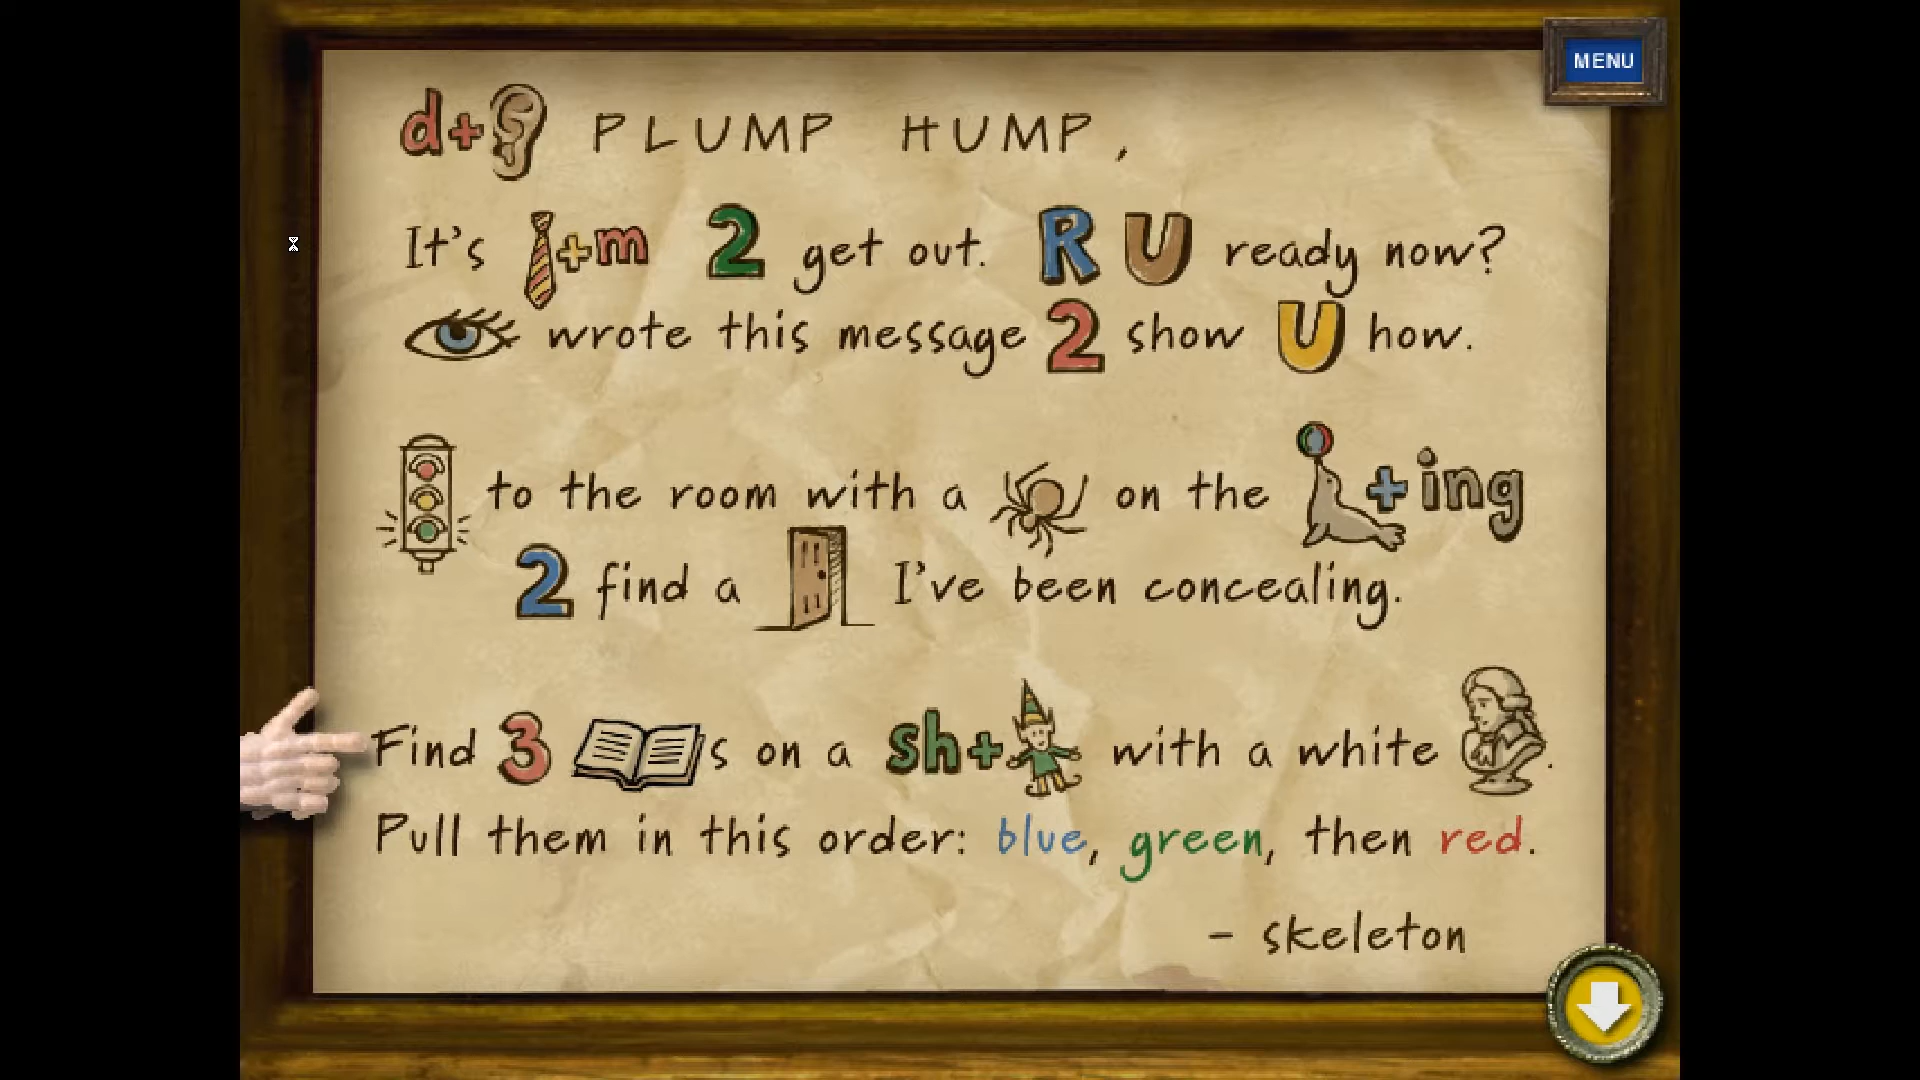 MENU
d+ PLUMP HUMP,
It's +m 2 get out. R U ready now?
wrote this message 2 show U how.
to the room with a on the +ing
2 find a I've been concealing.
Find 3 s on a sh+ with a white .
Pull them in this order: blue, green, then red.
- skeleton